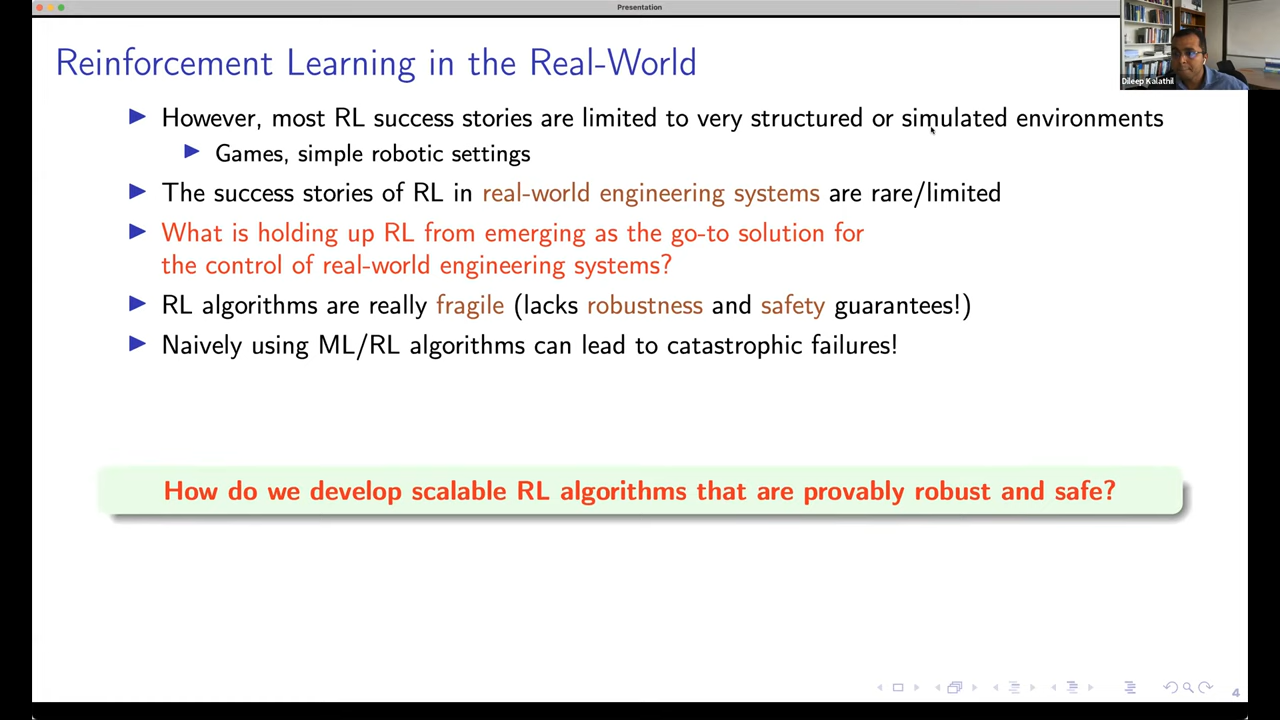 Presentation
Reinforcement Learning in the Real-World
However, most RL success stories are limited to very structured or simulated environments
Games, simple robotic settings
The success stories of RL in real-world engineering systems are rare/limited
What is holding up RL from emerging as the go-to solution for
the control of real-world engineering systems?
RL algorithms are really fragile (lacks robustness and safety guarantees!)
Naively using ML/RL algorithms can lead to catastrophic failures!
How do we develop scalable RL algorithms that are provably robust and safe?
Dileep Kalathil
4